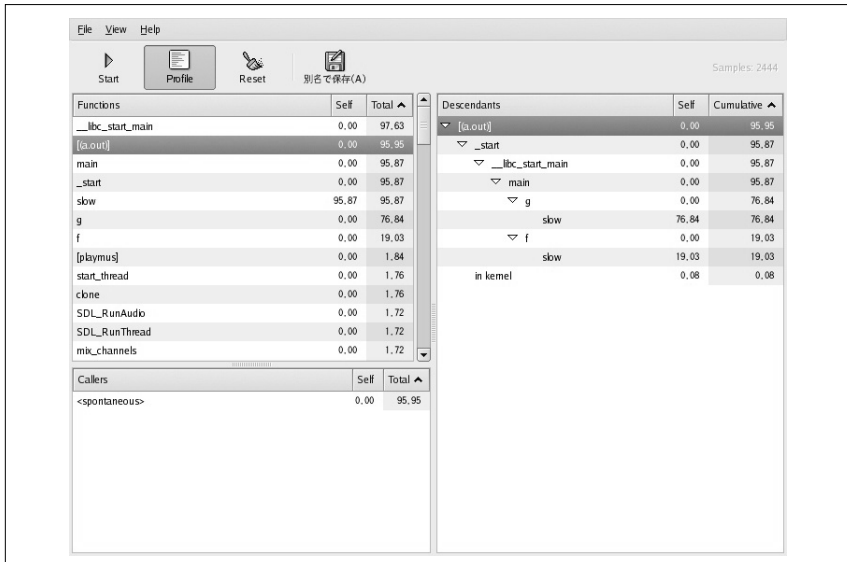 File View Help
Start Profile Reset 別名で保存(A) Samples: 2444
Functions Self Total
__libc_start_main 0,00 97,63
[(a.out)] 0,00 95,95
main 0,00 95,87
_start 0,00 95,87
slow 95,87 95,87
g 0,00 76,84
f 0,00 19,03
[playmus] 0,00 1,84
start_thread 0,00 1,76
clone 0,00 1,76
SDL_RunAudio 0,00 1,72
SDL_RunThread 0,00 1,72
mix_channels 0,00 1,72
Callers Self Total
<spontaneous> 0,00 95,95
Descendants Self Cumulative
[(a.out)] 0,00 95,95
_start 0,00 95,87
__libc_start_main 0,00 95,87
main 0,00 95,87
g 0,00 76,84
slow 76,84 76,84
f 0,00 19,03
slow 19,03 19,03
in kernel 0,08 0,08